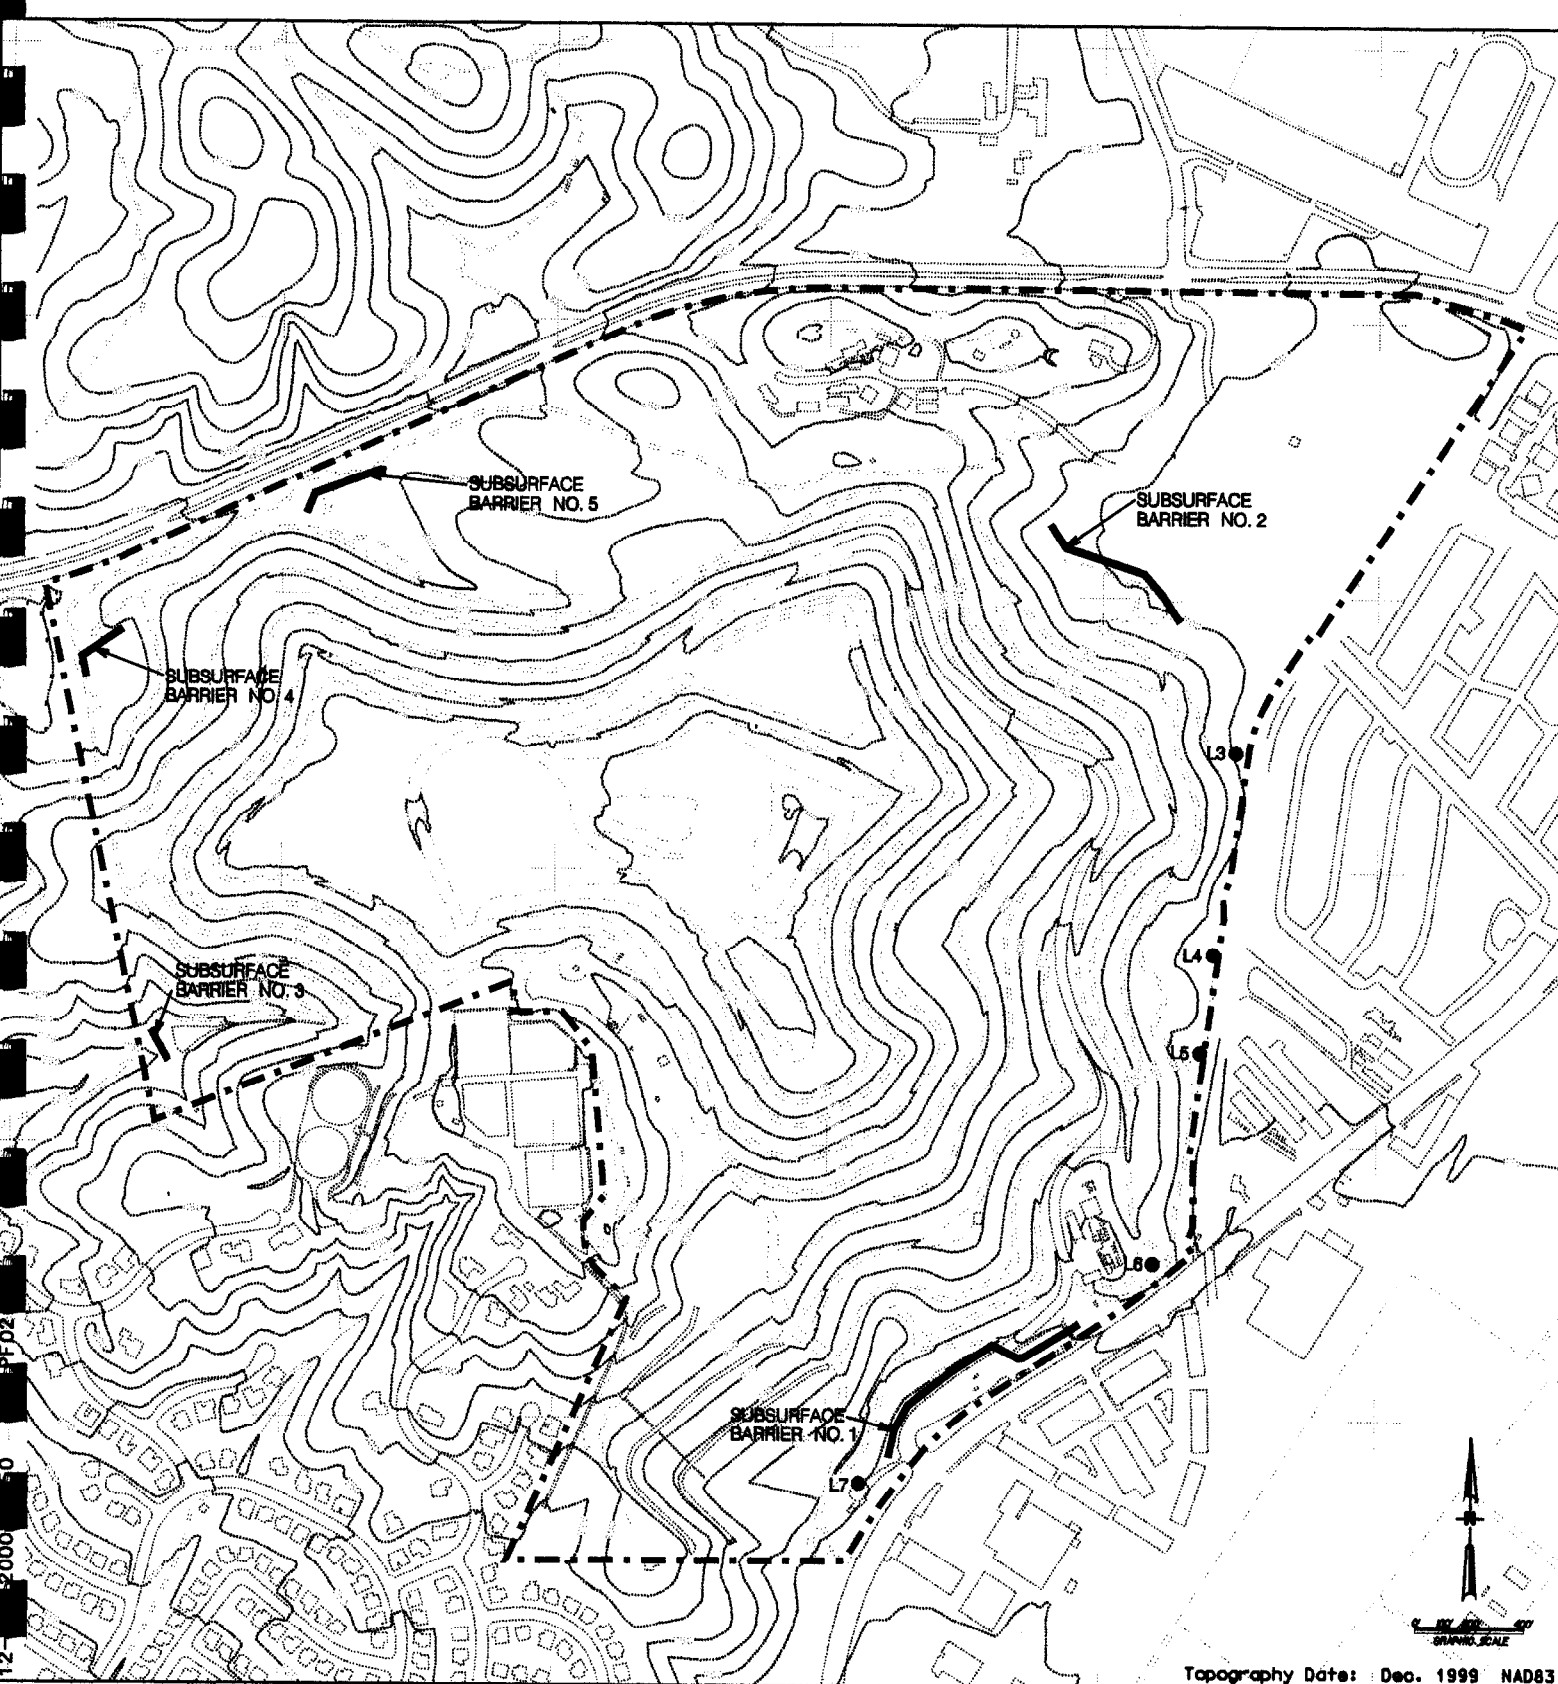 SUBSURFACE
BARRIER NO. 5
SUBSURFACE
BARRIER NO. 2
SUBSURFACE
BARRIER NO. 4
L3
L4
SUBSURFACE
BARRIER NO. 3
L5
L6
SUBSURFACE
BARRIER NO. 1
L7
N
400'
GRAPHIC SCALE
Topography Date: Dec. 1999 NAD83